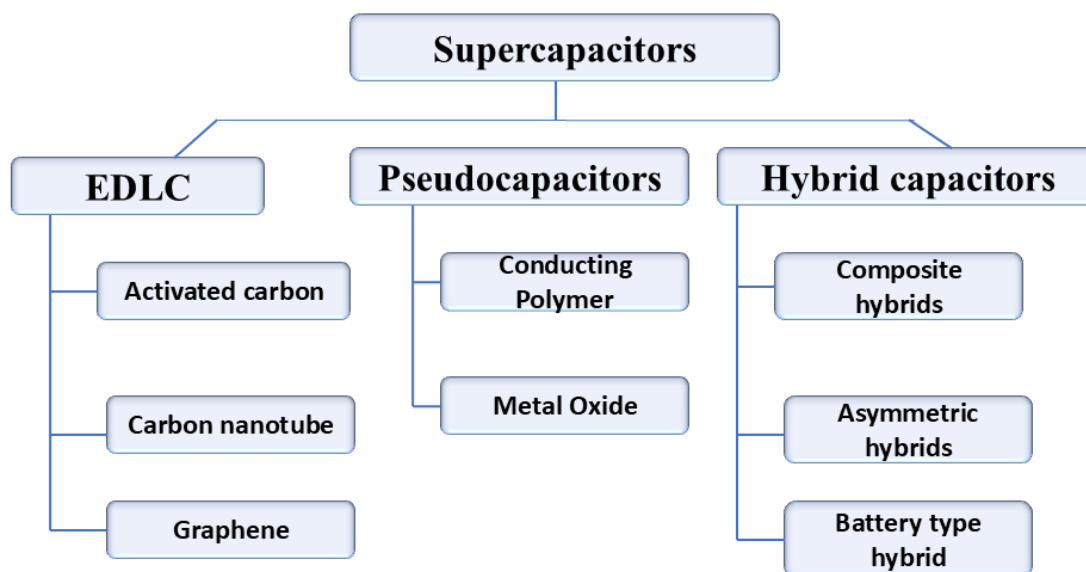 Supercapacitors
EDLC
Pseudocapacitors
Hybrid capacitors
Activated carbon
Carbon nanotube
Graphene
Conducting
Polymer
Metal Oxide
Composite
hybrids
Asymmetric
hybrids
Battery type
hybrid